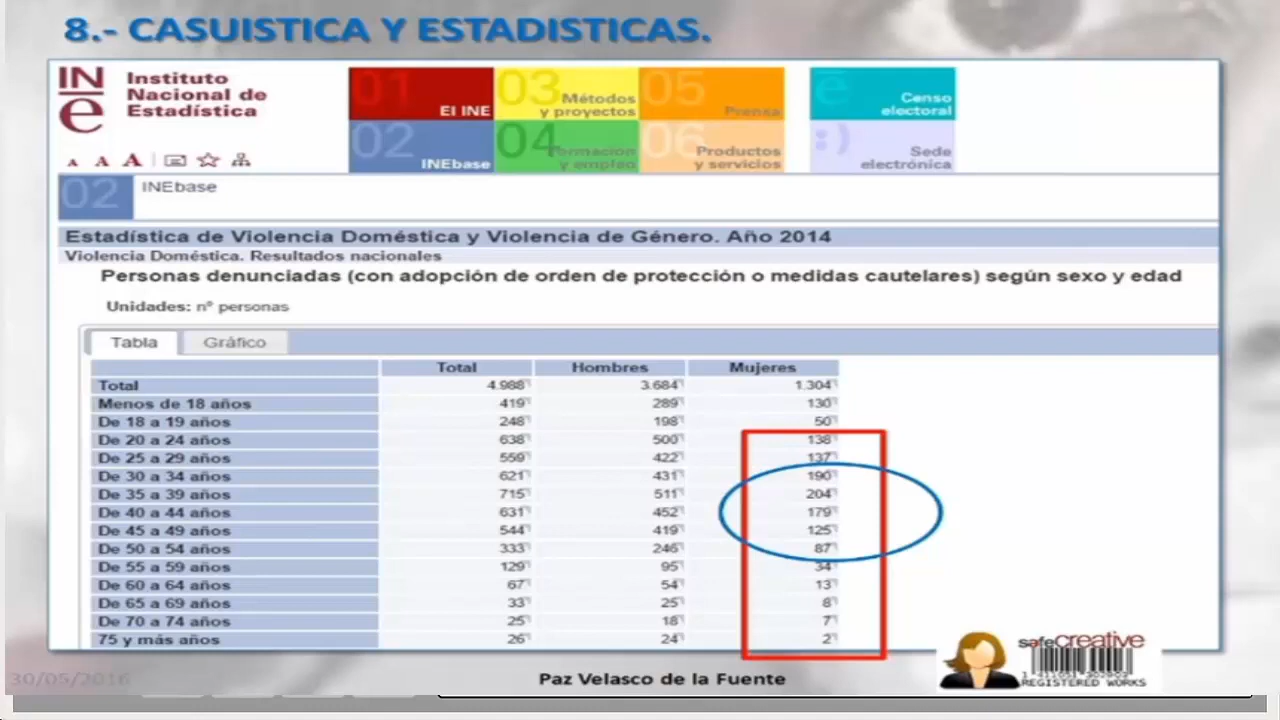 8.- CASUISTICA Y ESTADISTICAS.
INe
Instituto
Nacional de
Estadística
01
El INE
03
Métodos
y proyectos
05
Prensa
Censo
electoral
02
INEbase
04
Formación
y empleo
06
Productos
y servicios
:)
Sede
electrónica
A A A
02
INEbase
Estadística de Violencia Doméstica y Violencia de Género. Año 2014
Violencia Doméstica. Resultados nacionales
Personas denunciadas (con adopción de orden de protección o medidas cautelares) según sexo y edad
Unidades: nº personas
Tabla Gráfico
Total Hombres Mujeres
Total 4.988 3.684 1.304
Menos de 18 años 419 289 130
De 18 a 19 años 248 198 50
De 20 a 24 años 638 500 138
De 25 a 29 años 559 422 137
De 30 a 34 años 621 431 190
De 35 a 39 años 715 511 204
De 40 a 44 años 631 452 179
De 45 a 49 años 544 419 125
De 50 a 54 años 333 246 87
De 55 a 59 años 129 95 34
De 60 a 64 años 67 54 13
De 65 a 69 años 33 25 8
De 70 a 74 años 25 18 7
75 y más años 26 24 2
safecreative
REGISTERED WORKS
30/05/2016
Paz Velasco de la Fuente